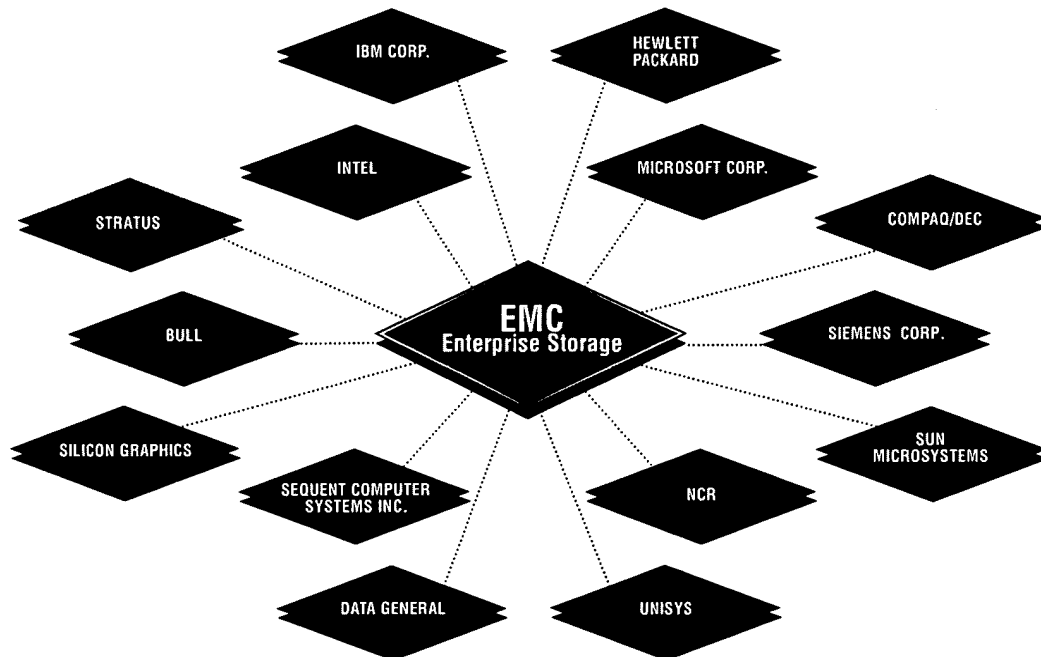 IBM CORP.
HEWLETT
PACKARD
INTEL
MICROSOFT CORP.
STRATUS
COMPAQ/DEC
EMC
Enterprise Storage
BULL
SIEMENS CORP.
SILICON GRAPHICS
SUN
MICROSYSTEMS
SEQUENT COMPUTER
SYSTEMS INC.
NCR
DATA GENERAL
UNISYS